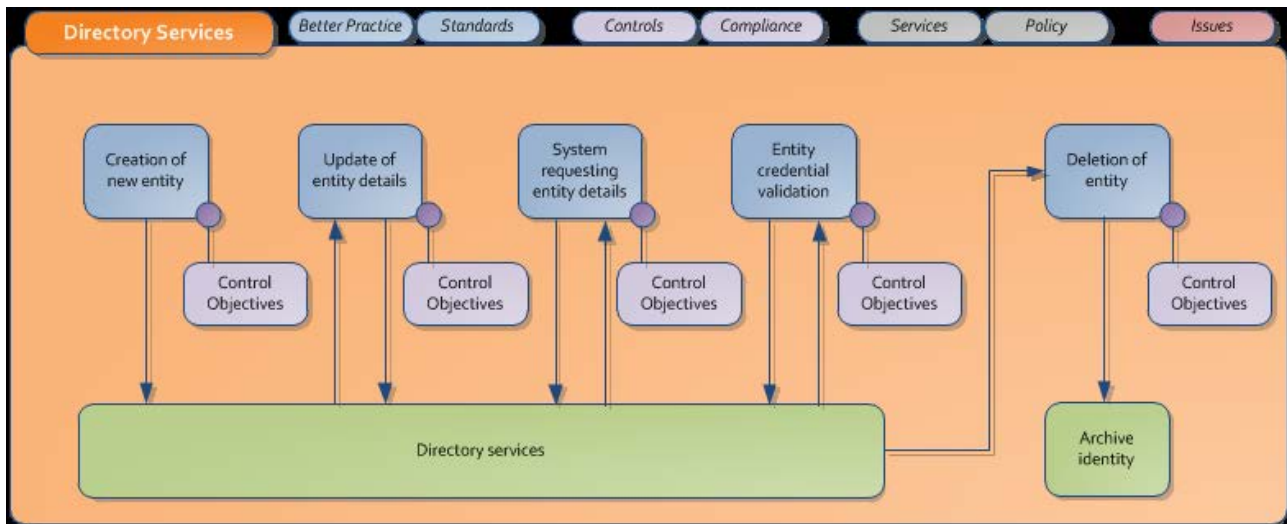 Directory Services
Better Practice
Standards
Controls
Compliance
Services
Policy
Issues
Creation of
new entity
Update of
entity details
System
requesting
entity details
Entity
credential
validation
Deletion of
entity
Control
Objectives
Control
Objectives
Control
Objectives
Control
Objectives
Control
Objectives
Directory services
Archive
identity